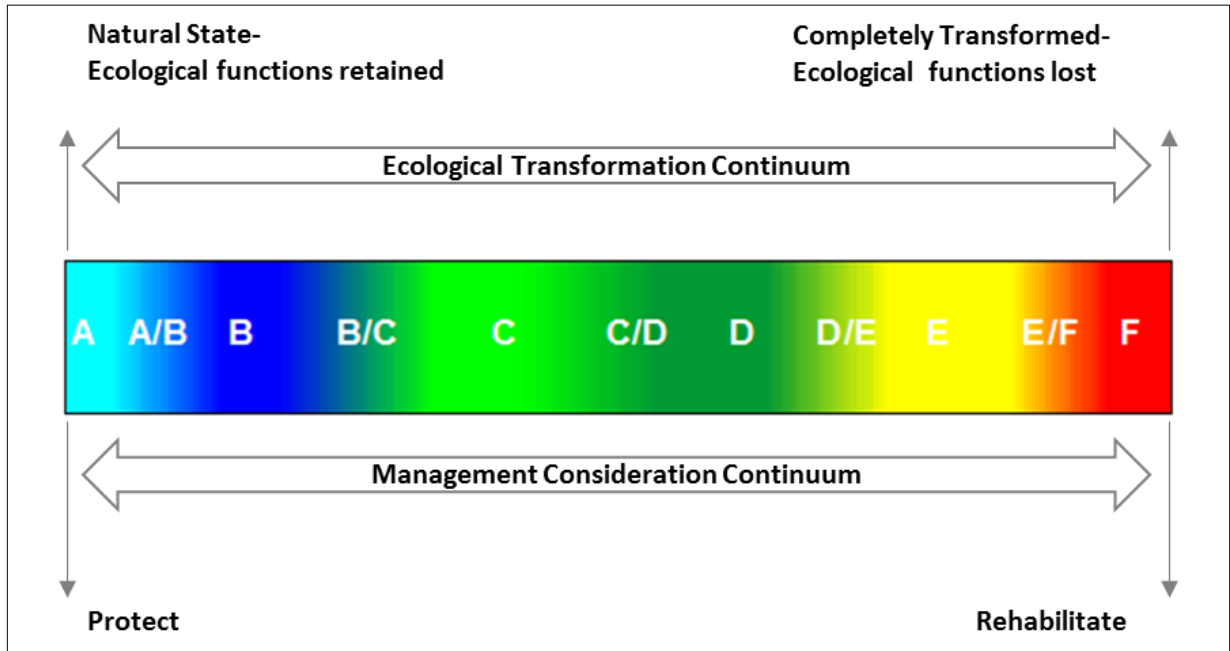 Natural State-
Ecological functions retained
Completely Transformed-
Ecological functions lost
Ecological Transformation Continuum
A A/B B B/C C C/D D D/E E E/F F
Management Consideration Continuum
Protect
Rehabilitate